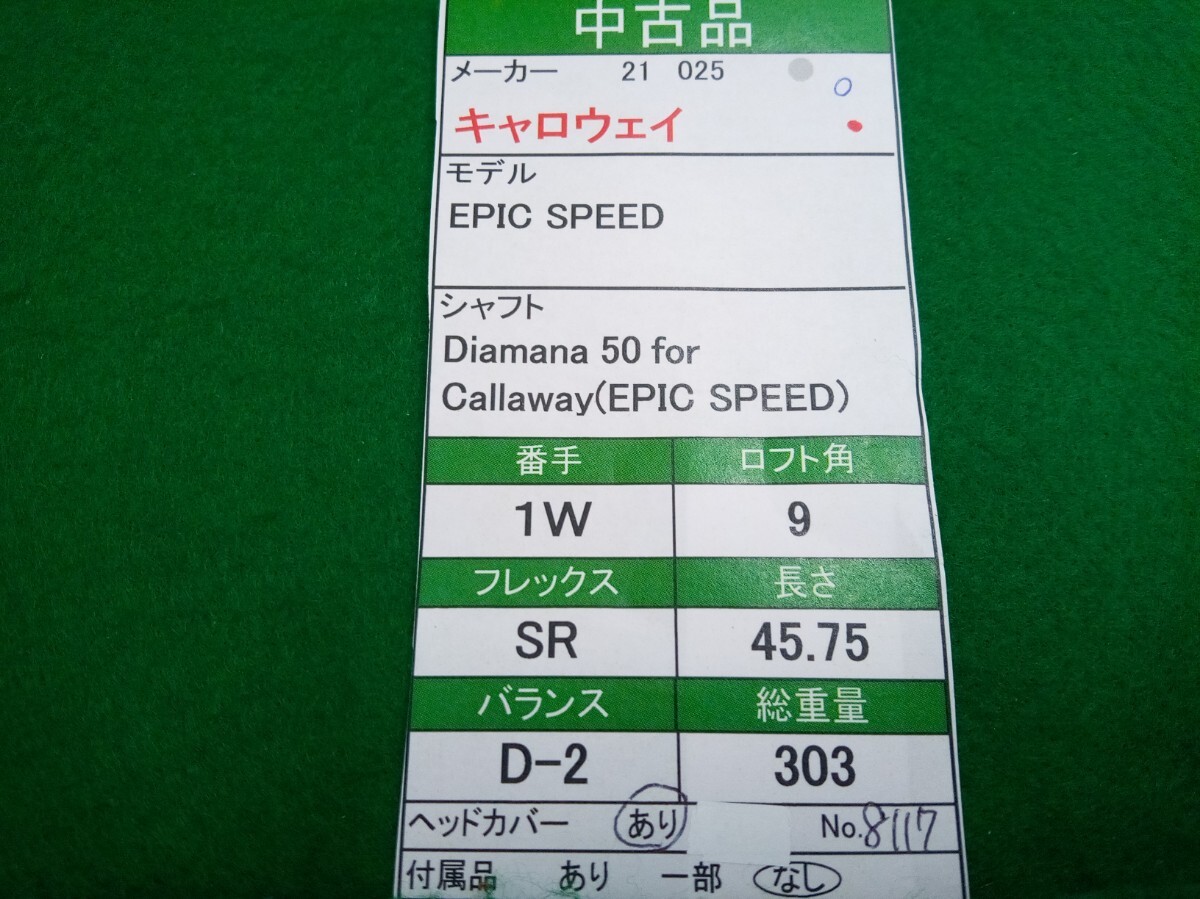 中古品
メーカー 21 025
キャロウェイ
モデル
EPIC SPEED
シャフト
Diamana 50 for
Callaway(EPIC SPEED)
番手 ロフト角
1W 9
フレックス 長さ
SR 45.75
バランス 総重量
D-2 303
ヘッドカバー あり No.8117
付属品 あり 一部 なし